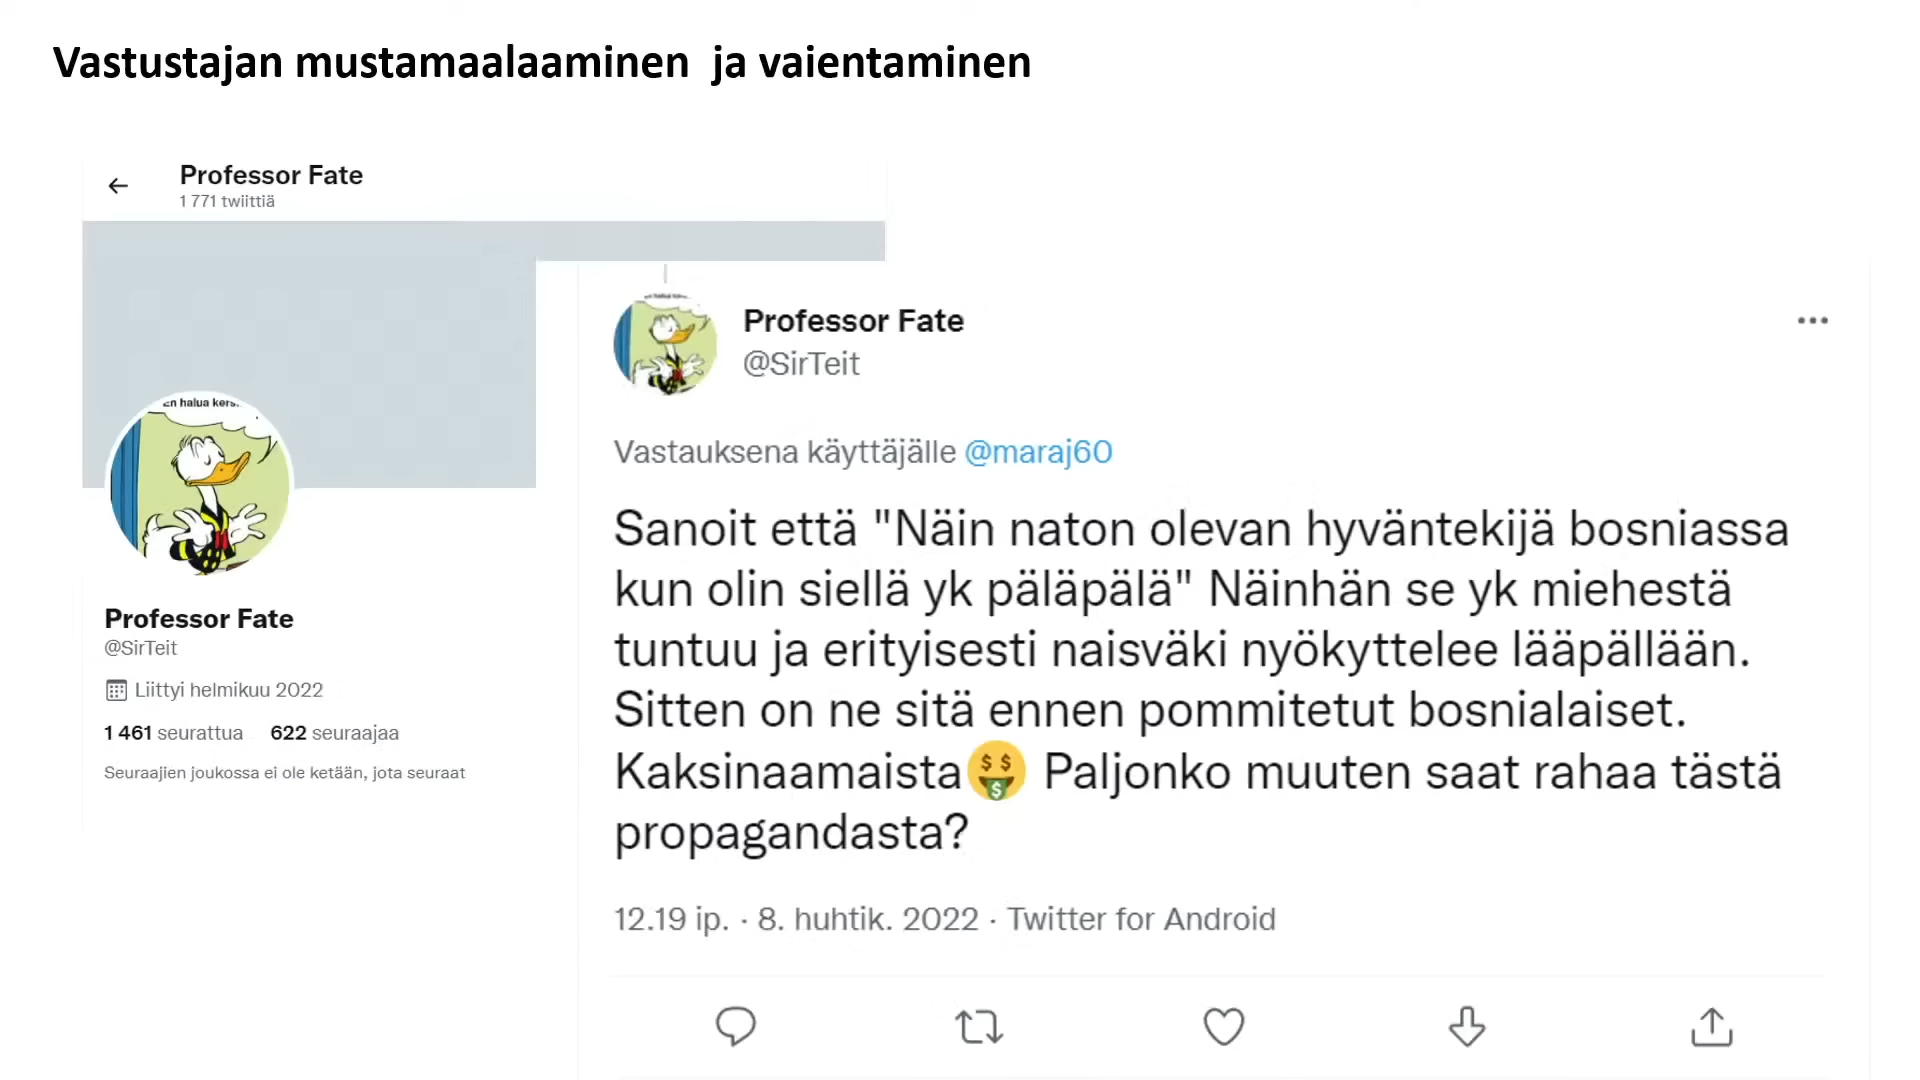 Vastustajan mustamaalaaminen ja vaientaminen
Professor Fate
1 771 twiittiä
En halua kers
Professor Fate
@SirTeit
Liittyi helmikuu 2022
1 461 seurattua 622 seuraajaa
Seuraajien joukossa ei ole ketään, jota seuraat
Professor Fate
@SirTeit
Vastauksena käyttäjälle @maraj60
Sanoit että "Näin naton olevan hyväntekijä bosniassa
kun olin siellä yk päläpälä" Näinhän se yk miehestä
tuntuu ja erityisesti naisväki nyökyttelee lääpällään.
Sitten on ne sitä ennen pommitetut bosnialaiset.
Kaksinaamaista🤑 Paljonko muuten saat rahaa tästä
propagandasta?
12.19 ip. · 8. huhtik. 2022 · Twitter for Android